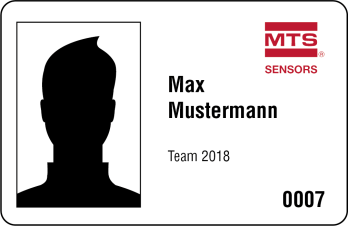 MTS
®
SENSORS
Max
Mustermann
Team 2018
0007